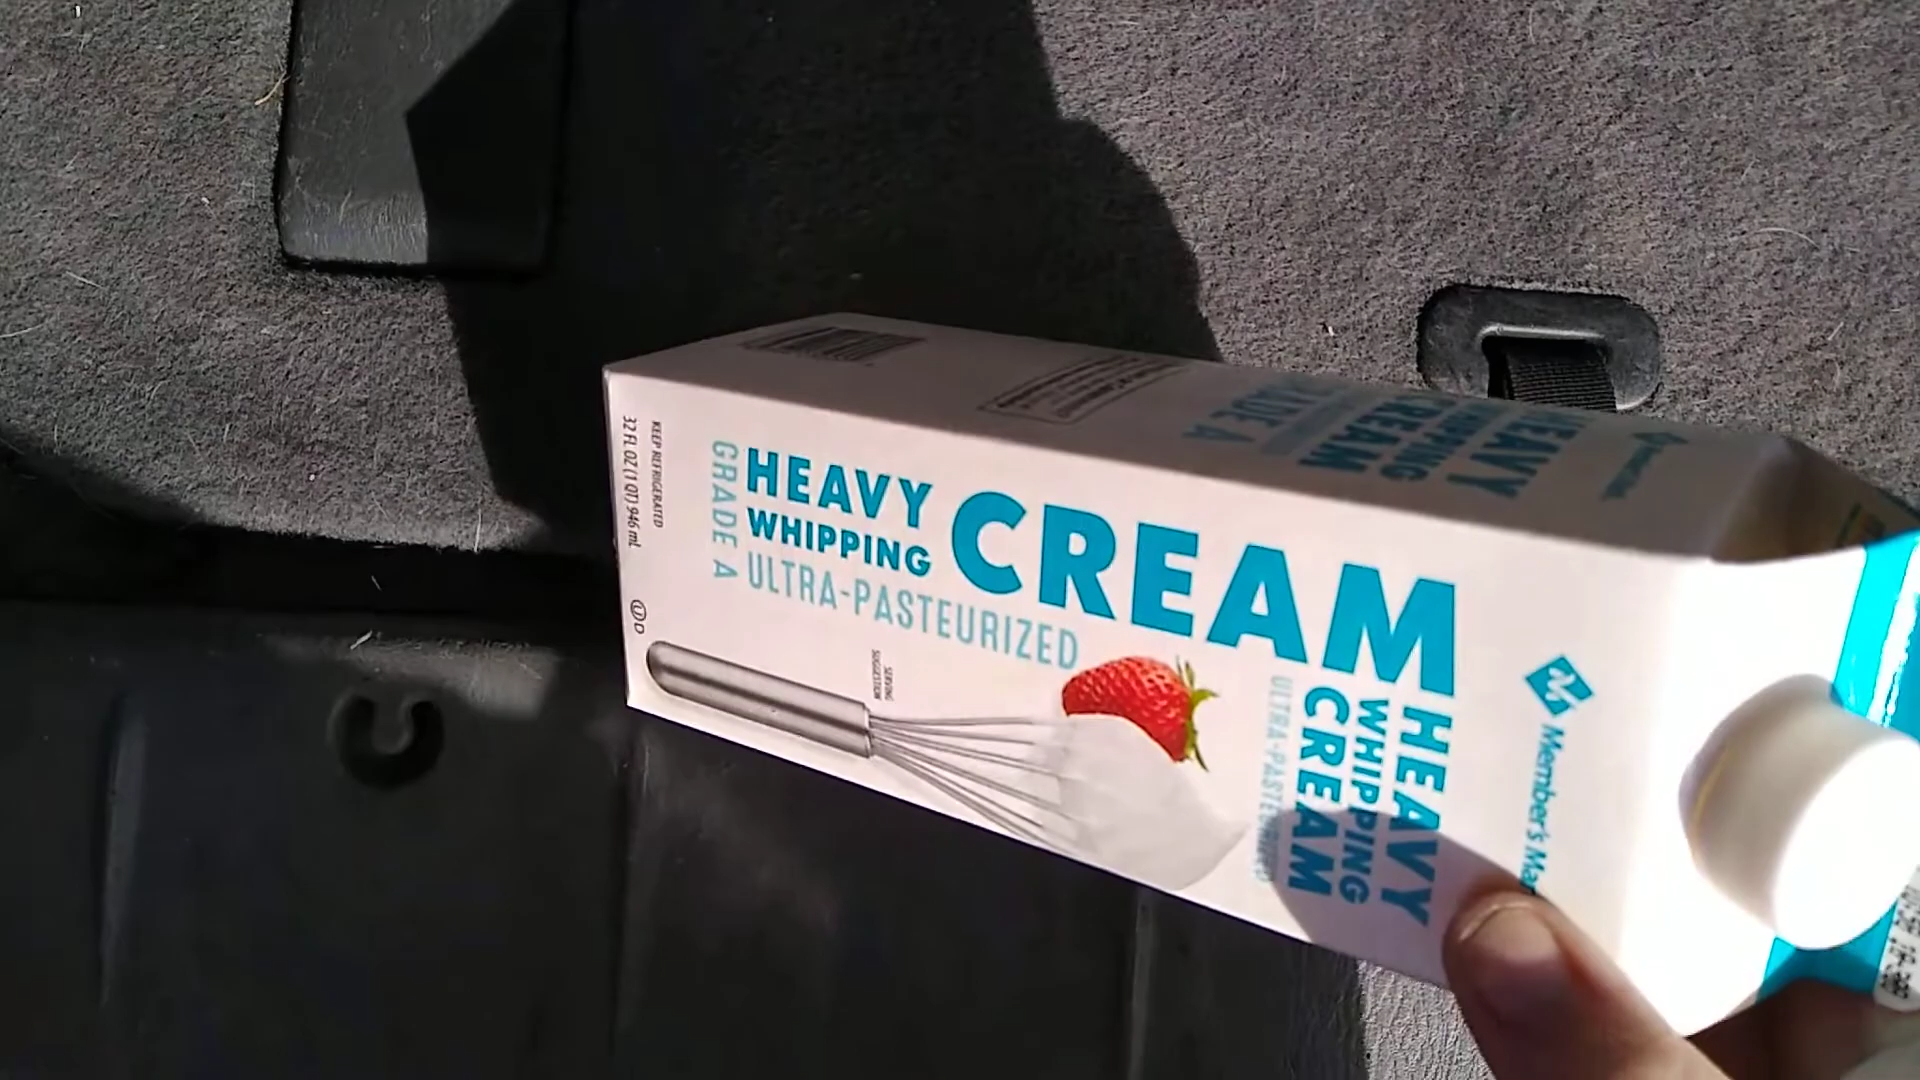 HEAVY
WHIPPING
CREAM
GRADE A
ULTRA-PASTEURIZED
KEEP REFRIGERATED
32 FL OZ (1 QT) 946 mL
U D
SERVING
SUGGESTION
HEAVY
WHIPPING
CREAM
ULTRA-PASTEURIZED
Member's Ma
HEAVY
WHIPPING
CREAM
GRADE A